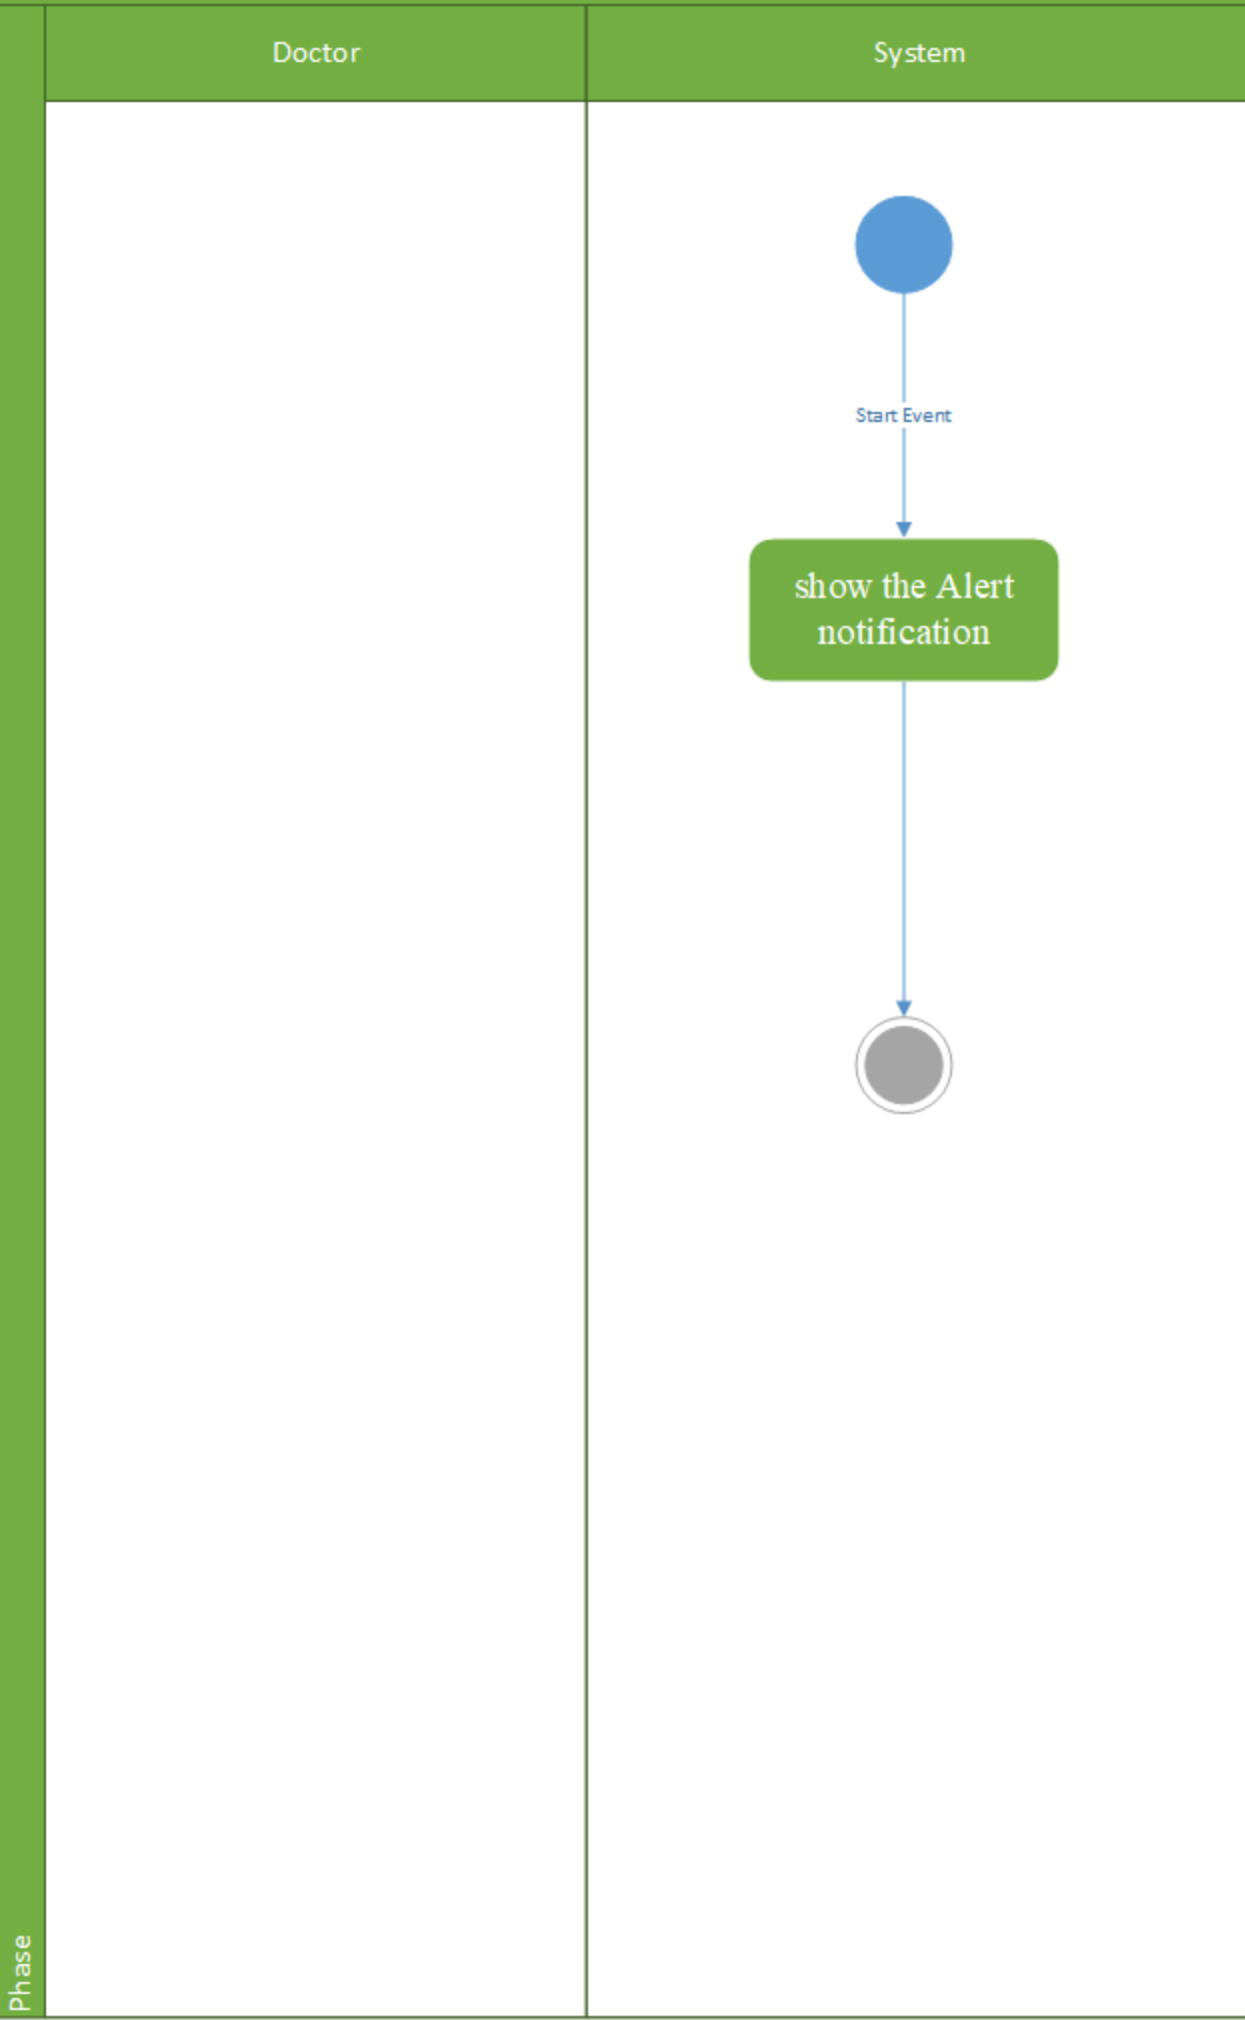 Doctor
System
Start Event
show the Alert
notification
Phase